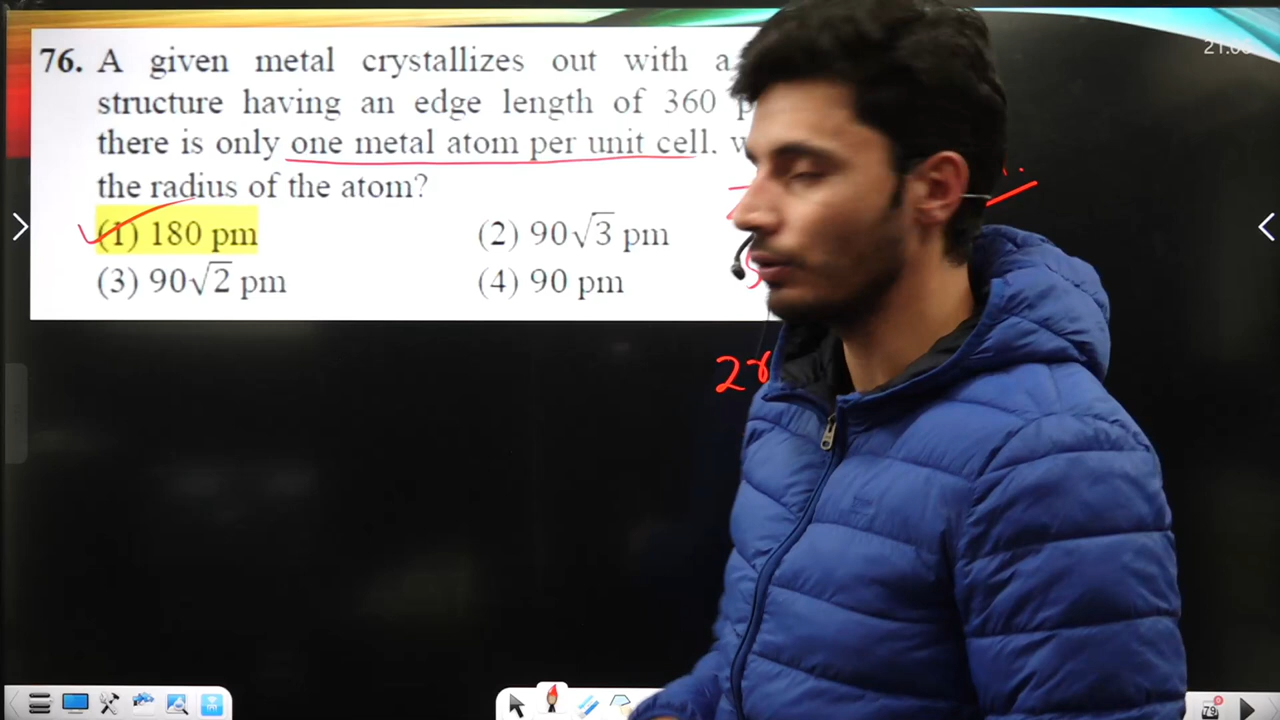 76. A given metal crystallizes out with a
structure having an edge length of 360
there is only one metal atom per unit cell.
the radius of the atom?
(1) 180 pm
(2) 90√3 pm
(3) 90√2 pm
(4) 90 pm
2r
79